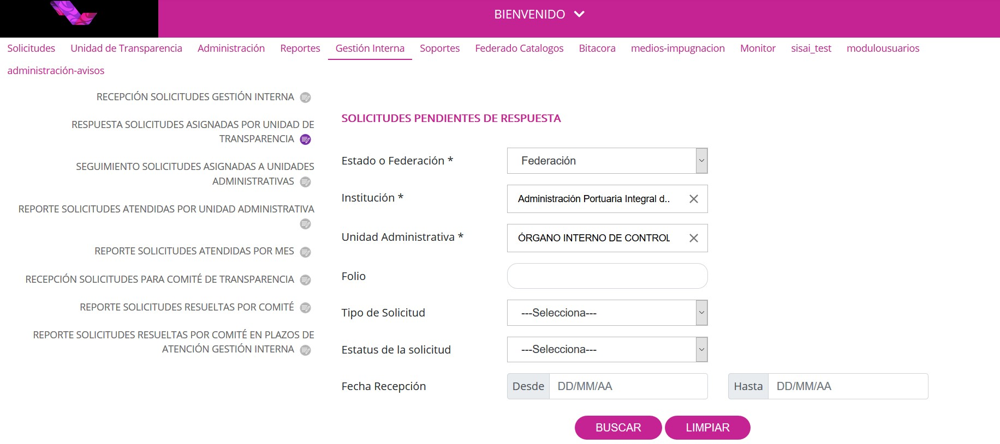 BIENVENIDO
Solicitudes Unidad de Transparencia Administración Reportes Gestión Interna Soportes Federado Catalogos Bitacora medios-impugnacion Monitor sisai_test modulousuarios
administración-avisos
RECEPCIÓN SOLICITUDES GESTIÓN INTERNA
RESPUESTA SOLICITUDES ASIGNADAS POR UNIDAD DE
TRANSPARENCIA
SEGUIMIENTO SOLICITUDES ASIGNADAS A UNIDADES
ADMINISTRATIVAS
REPORTE SOLICITUDES ATENDIDAS POR UNIDAD ADMINISTRATIVA
REPORTE SOLICITUDES ATENDIDAS POR MES
RECEPCIÓN SOLICITUDES PARA COMITÉ DE TRANSPARENCIA
REPORTE SOLICITUDES RESUELTAS POR COMITÉ
REPORTE SOLICITUDES RESUELTAS POR COMITÉ EN PLAZOS DE
ATENCIÓN GESTIÓN INTERNA
SOLICITUDES PENDIENTES DE RESPUESTA
Estado o Federación * Federación
Institución * Administración Portuaria Integral d..
Unidad Administrativa * ÓRGANO INTERNO DE CONTROL
Folio
Tipo de Solicitud ---Selecciona---
Estatus de la solicitud ---Selecciona---
Fecha Recepción Desde DD/MM/AA Hasta DD/MM/AA
BUSCAR LIMPIAR